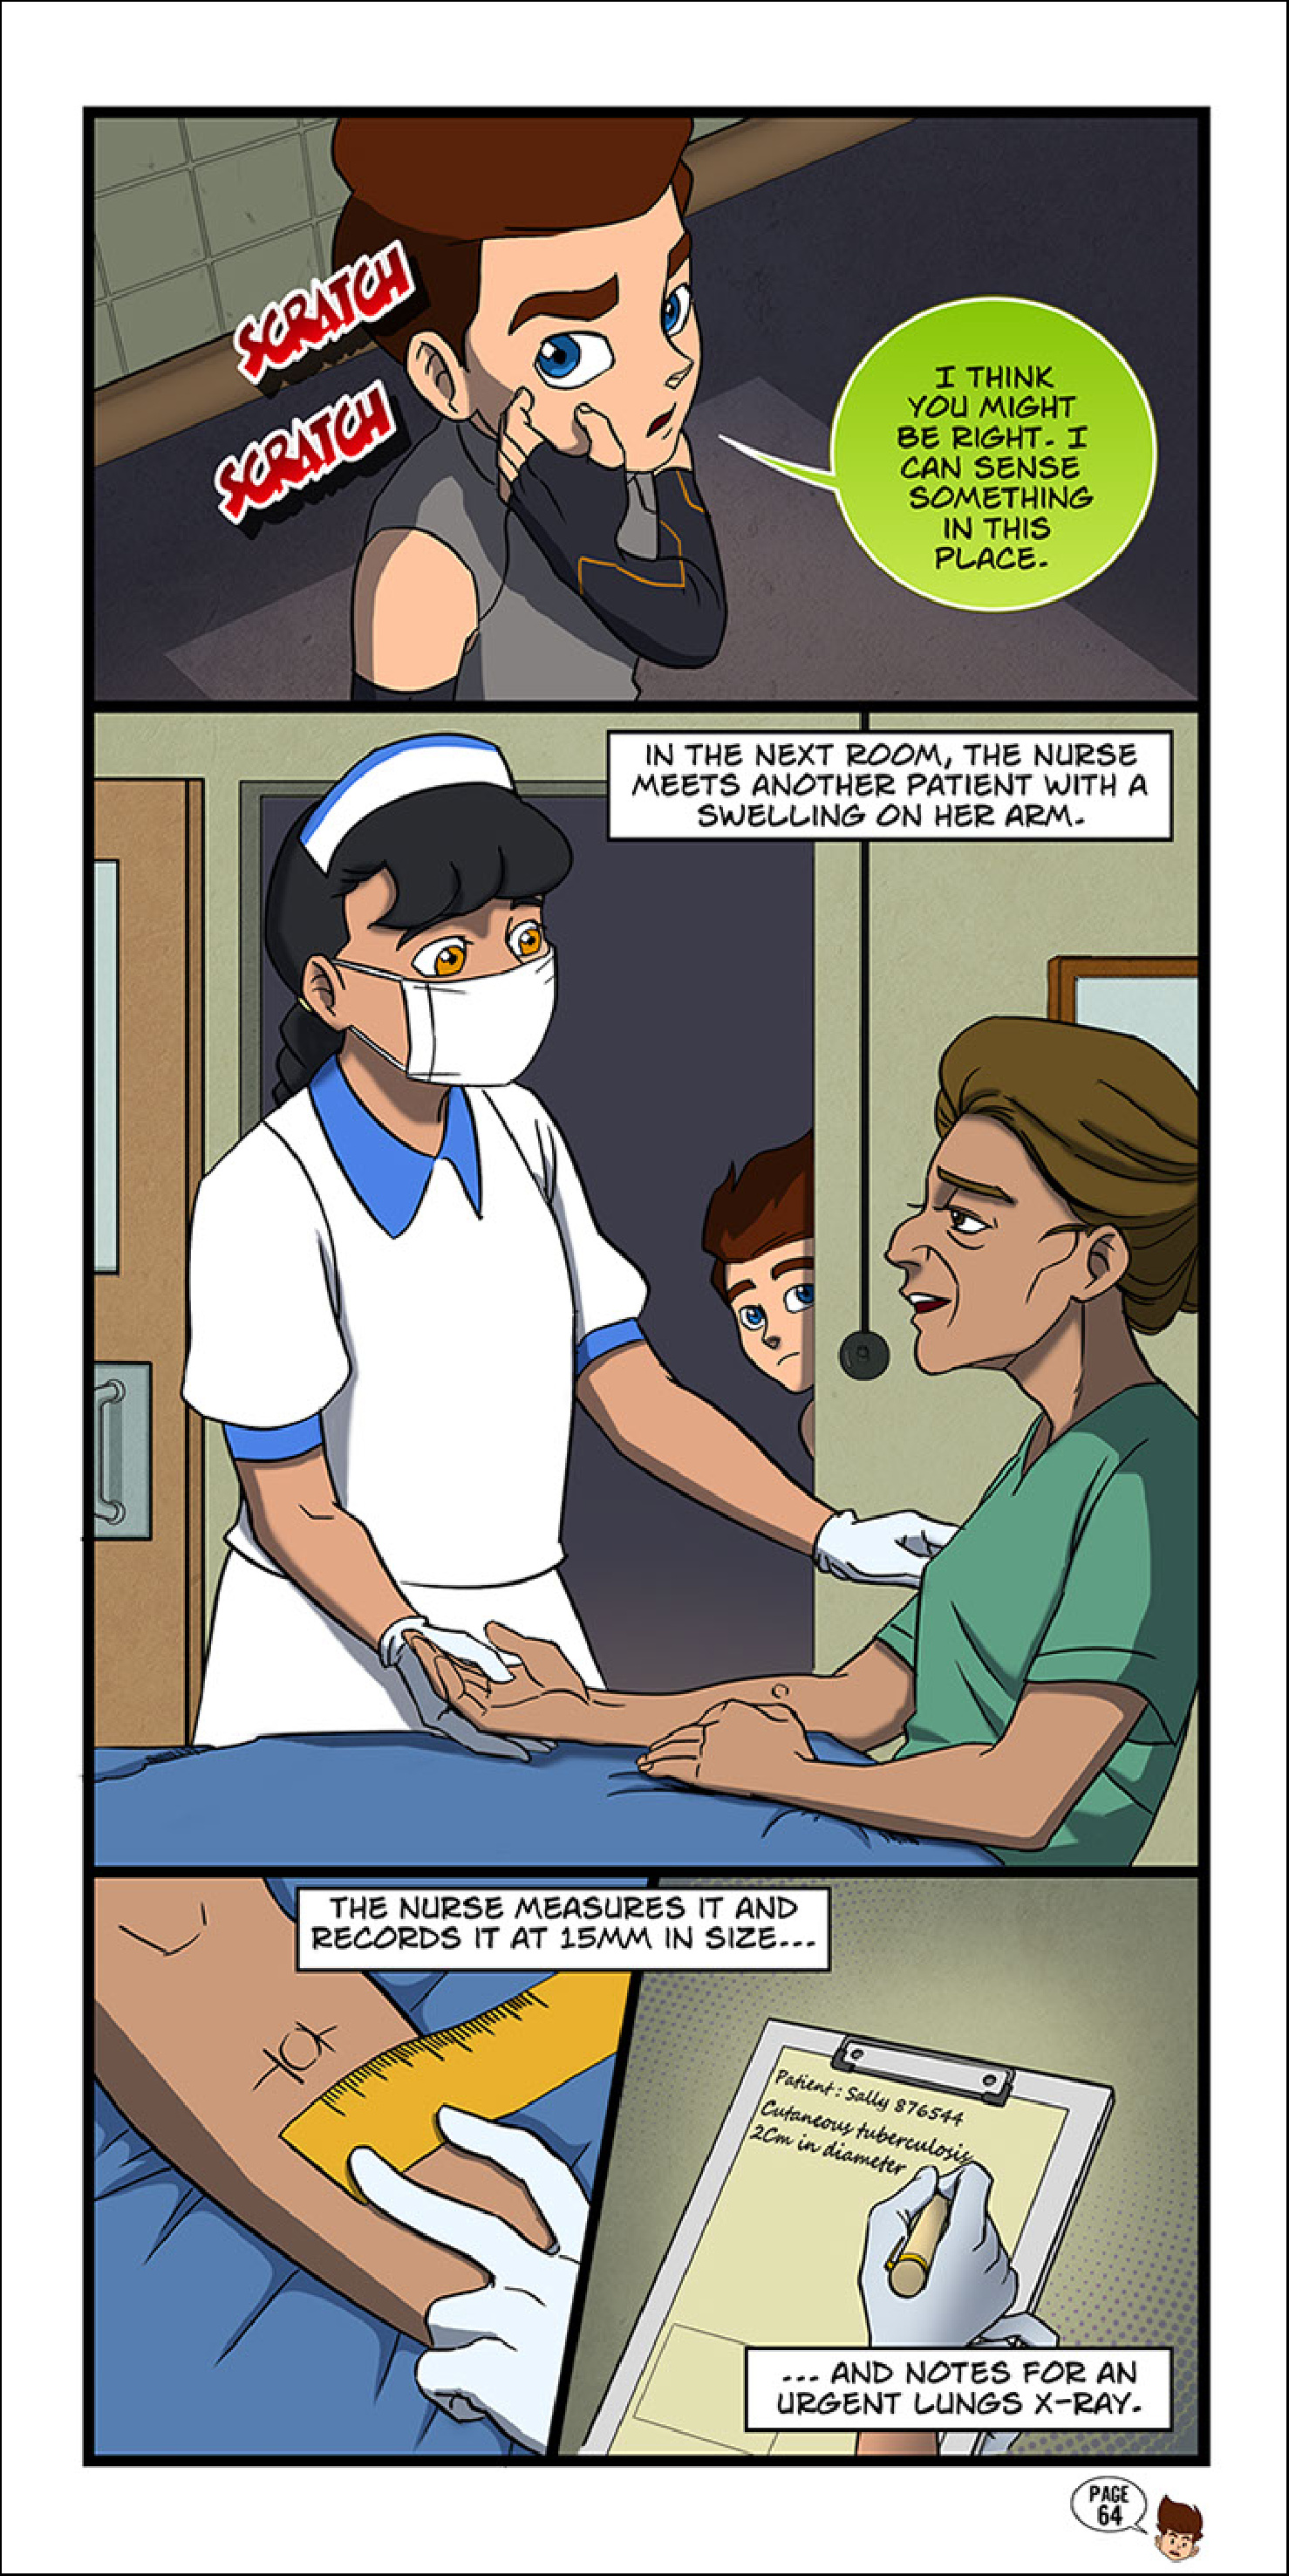 SCRATCH
SCRATCH
I THINK
YOU MIGHT
BE RIGHT. I
CAN SENSE
SOMETHING
IN THIS
PLACE.
IN THE NEXT ROOM, THE NURSE
MEETS ANOTHER PATIENT WITH A
SWELLING ON HER ARM.
THE NURSE MEASURES IT AND
RECORDS IT AT 15MM IN SIZE...
Patient : Sally 876544
Cutaneous tuberculosis
2Cm in diameter
... AND NOTES FOR AN
URGENT LUNGS X-RAY.
PAGE
64